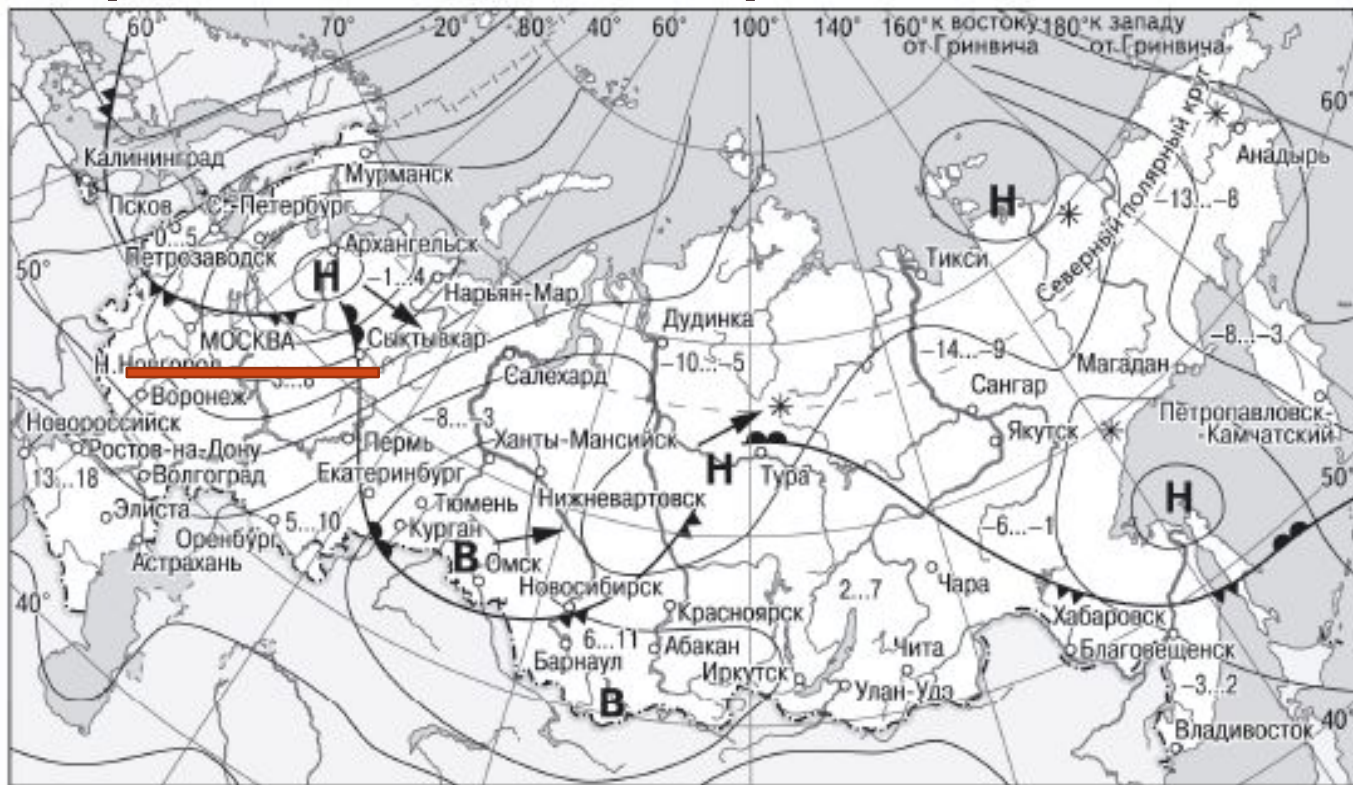 60°
70°
20°
40
60
100°
140
160°
к востоку
от Гринвича
180°
к западу
от Гринвича
60°
Северный полярный круг
Калининград
Мурманск
Анадырь
Псков
С.-Петербург
−13...−8
0...5
Петрозаводск
Архангельск
Н
Н
−1...4
50°
Тикси
Нарьян-Мар
МОСКВА
Сыктывкар
Дудинка
−10...−5
−14...−9
−8...−3
Н.Новгород
Салехард
Магадан
Воронеж
Сангар
Новороссийск
−8...−3
Ханты-Мансийск
Якутск
Петропавловск-
-Камчатский
Ростов-на-Дону
Пермь
Н
Тура
13...18
Волгоград
Екатеринбург
Нижневартовск
Н
50°
Элиста
Тюмень
5...10
Оренбург
Курган
−6...−1
Астрахань
В
Омск
40°
Новосибирск
2...7
Чара
Красноярск
Хабаровск
6...11
Абакан
Чита
Благовещенск
Барнаул
Иркутск
Улан-Удэ
−3...2
В
Владивосток
40°